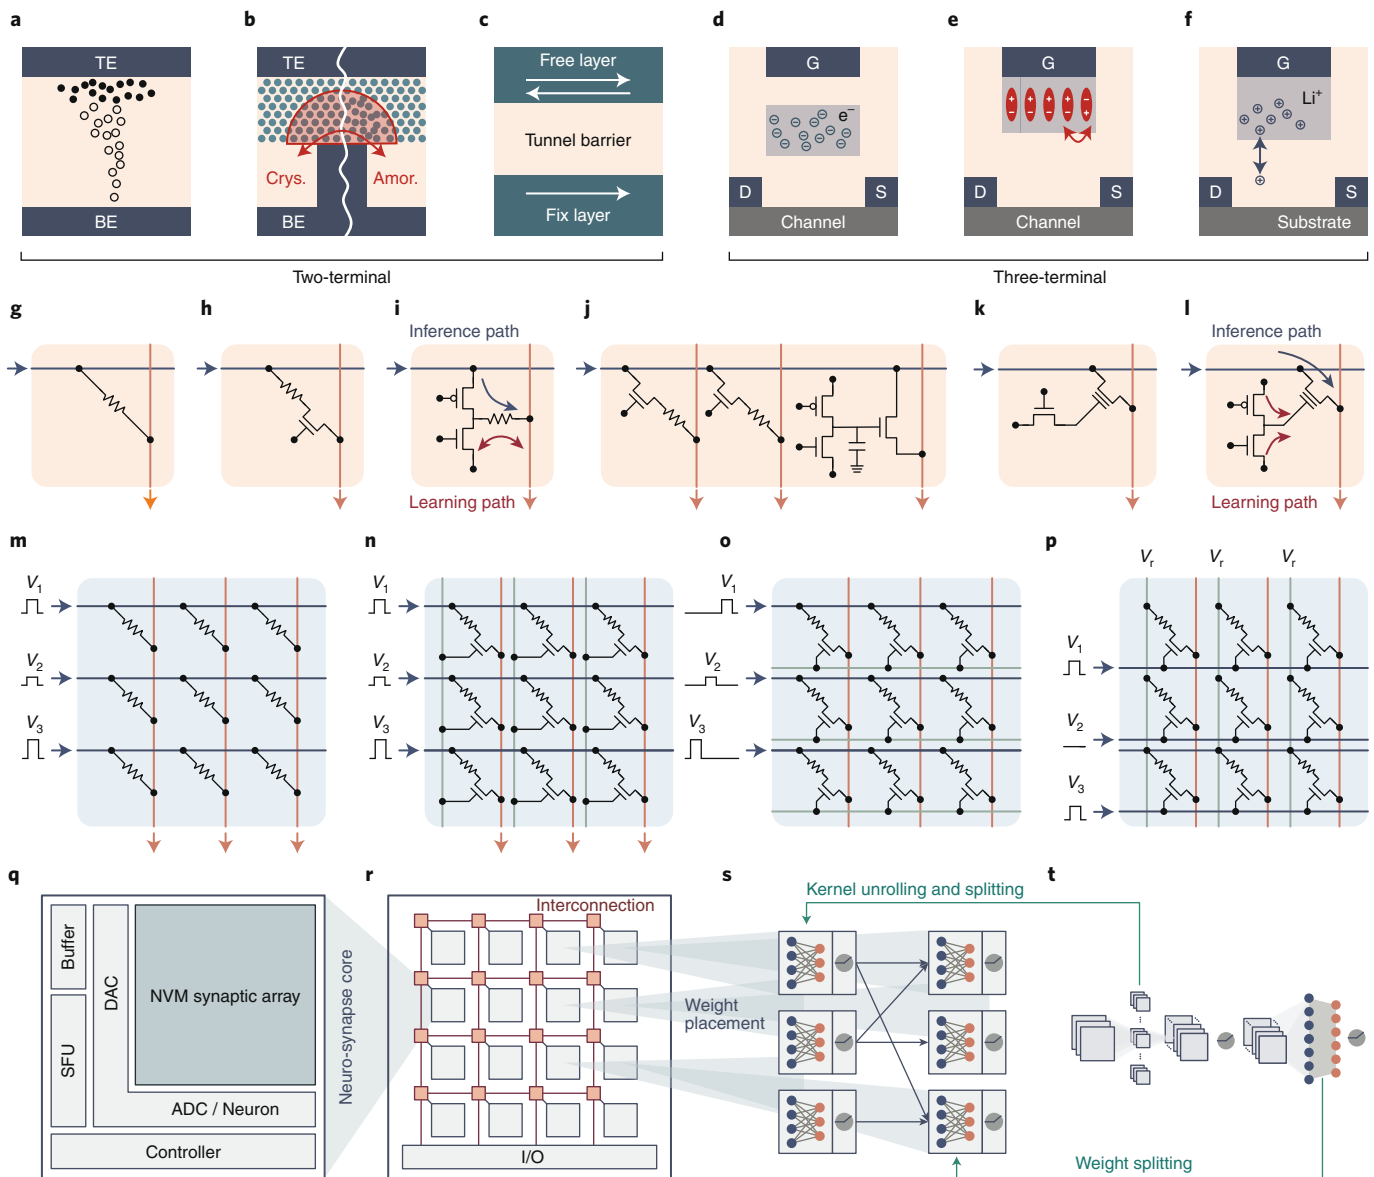 a b c d e f
TE TE Free layer G G G
e⁻ Li⁺
Tunnel barrier
Crys. Amor.
D S D S D S
BE BE Fix layer Channel Channel Substrate
Two-terminal Three-terminal
g h i j k l
Inference path Inference path
Learning path Learning path
m n o p
V₁ V₁ V₁ Vᵣ Vᵣ Vᵣ
V₁
V₂ V₂ V₂
V₂
V₃ V₃ V₃
V₃
q r s t
Kernel unrolling and splitting
Interconnection
Buffer
DAC
NVM synaptic array
SFU
ADC / Neuron
Controller
Neuro-synapse core
I/O
Weight
placement
Weight splitting